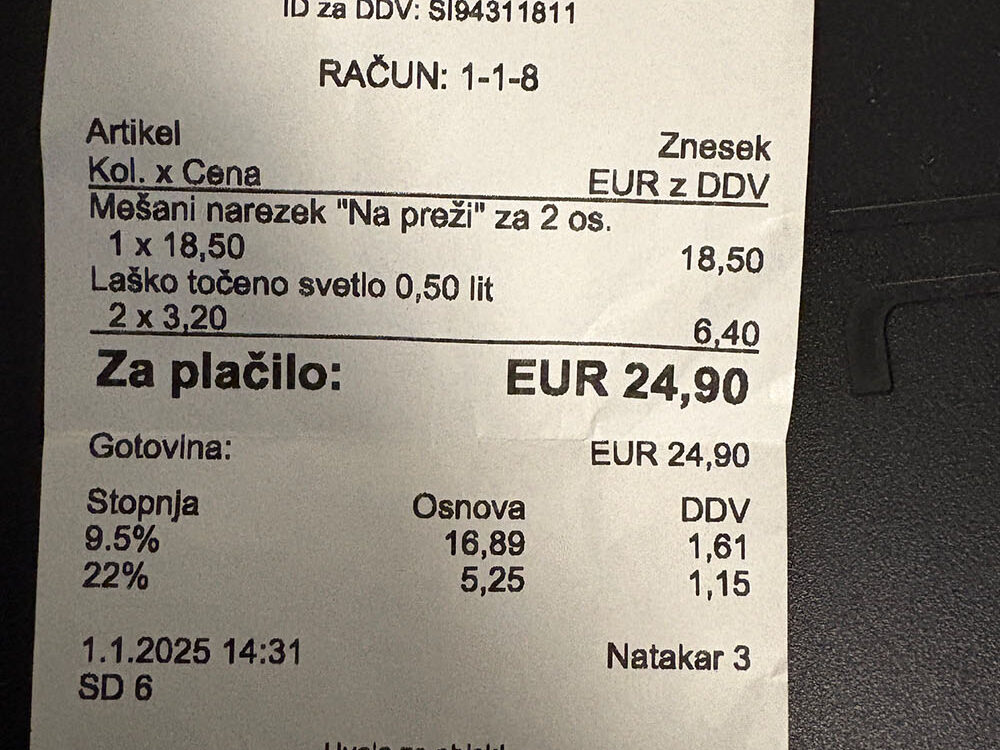 ID za DDV: SI94311811
RAČUN: 1-1-8
Artikel Znesek
Kol. x Cena EUR z DDV
Mešani narezek "Na preži" za 2 os.
1 x 18,50 18,50
Laško točeno svetlo 0,50 lit
2 x 3,20 6,40
Za plačilo: EUR 24,90
Gotovina: EUR 24,90
Stopnja Osnova DDV
9.5% 16,89 1,61
22% 5,25 1,15
1.1.2025 14:31 Natakar 3
SD 6